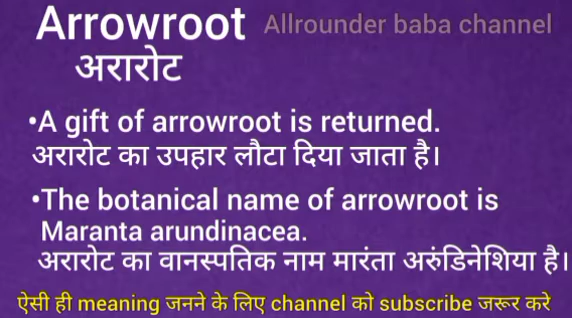 Arrowroot Allrounder baba channel
अरारोट
•A gift of arrowroot is returned.
अरारोट का उपहार लौटा दिया जाता है।
•The botanical name of arrowroot is
Maranta arundinacea.
अरारोट का वानस्पतिक नाम मारंता अरुंडिनेशिया है।
ऐसी ही meaning जनने के लिए channel को subscribe जरूर करे